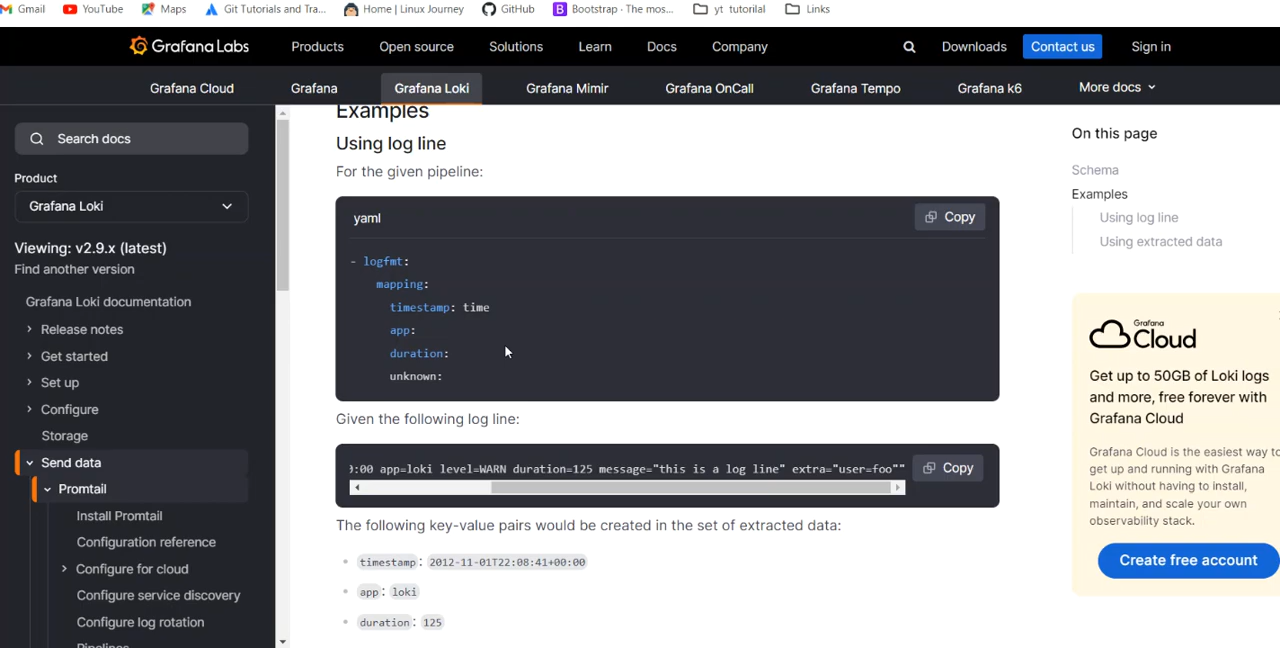 Gmail YouTube Maps Git Tutorials and Tra... Home | Linux Journey GitHub Bootstrap · The mos... yt tutorilal Links
Grafana Labs Products Open source Solutions Learn Docs Company Downloads Contact us Sign in
Grafana Cloud Grafana Grafana Loki Grafana Mimir Grafana OnCall Grafana Tempo Grafana k6 More docs
Search docs
Product
Grafana Loki
Viewing: v2.9.x (latest)
Find another version
Grafana Loki documentation
Release notes
Get started
Set up
Configure
Storage
Send data
Promtail
Install Promtail
Configuration reference
Configure for cloud
Configure service discovery
Configure log rotation
Pipelines
Examples
Using log line
For the given pipeline:
yaml Copy
- logfmt:
mapping:
timestamp: time
app:
duration:
unknown:
Given the following log line:
):00 app=loki level=WARN duration=125 message="this is a log line" extra="user=foo"" Copy
The following key-value pairs would be created in the set of extracted data:
timestamp: 2012-11-01T22:08:41+00:00
app: loki
duration: 125
On this page
Schema
Examples
Using log line
Using extracted data
Grafana
Cloud
Get up to 50GB of Loki logs
and more, free forever with
Grafana Cloud
Grafana Cloud is the easiest way to
get up and running with Grafana
Loki without having to install,
maintain, and scale your own
observability stack.
Create free account